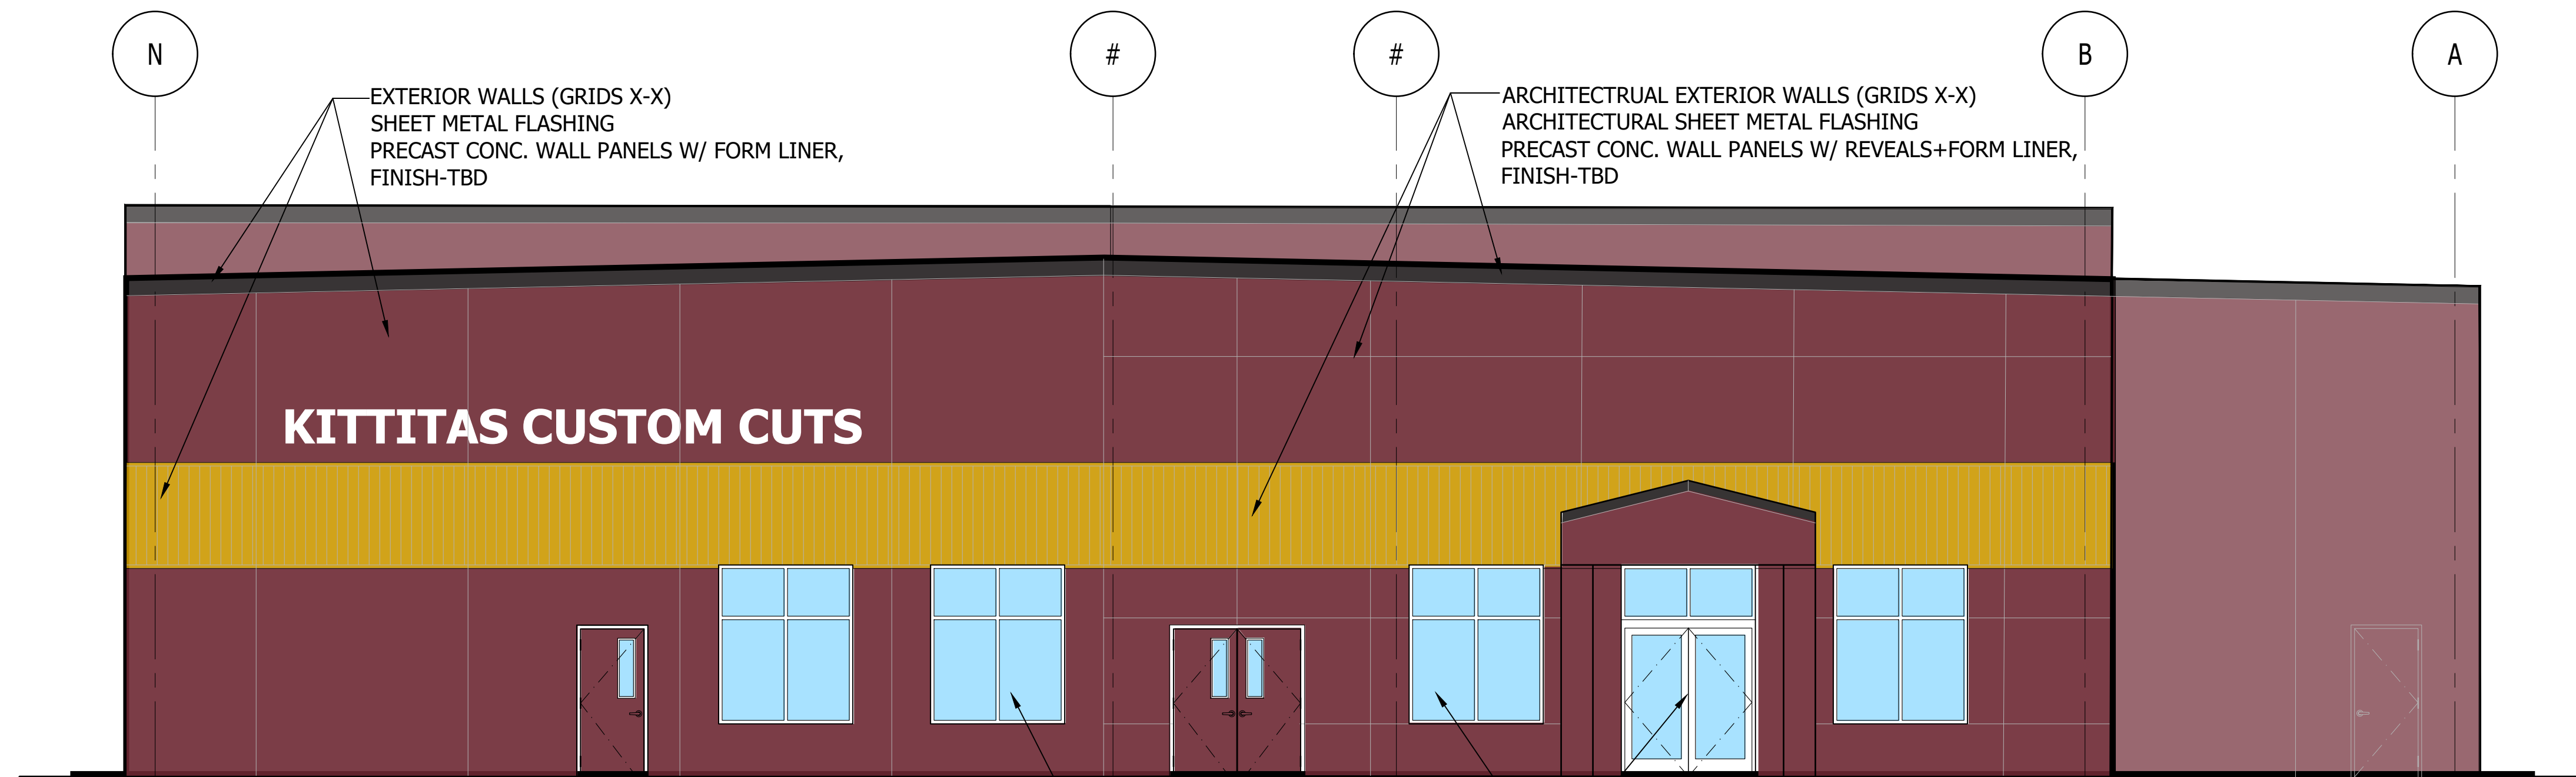 N
#
#
B
A
EXTERIOR WALLS (GRIDS X-X)
SHEET METAL FLASHING
PRECAST CONC. WALL PANELS W/ FORM LINER,
FINISH-TBD
ARCHITECTRUAL EXTERIOR WALLS (GRIDS X-X)
ARCHITECTURAL SHEET METAL FLASHING
PRECAST CONC. WALL PANELS W/ REVEALS+FORM LINER,
FINISH-TBD
KITTITAS CUSTOM CUTS